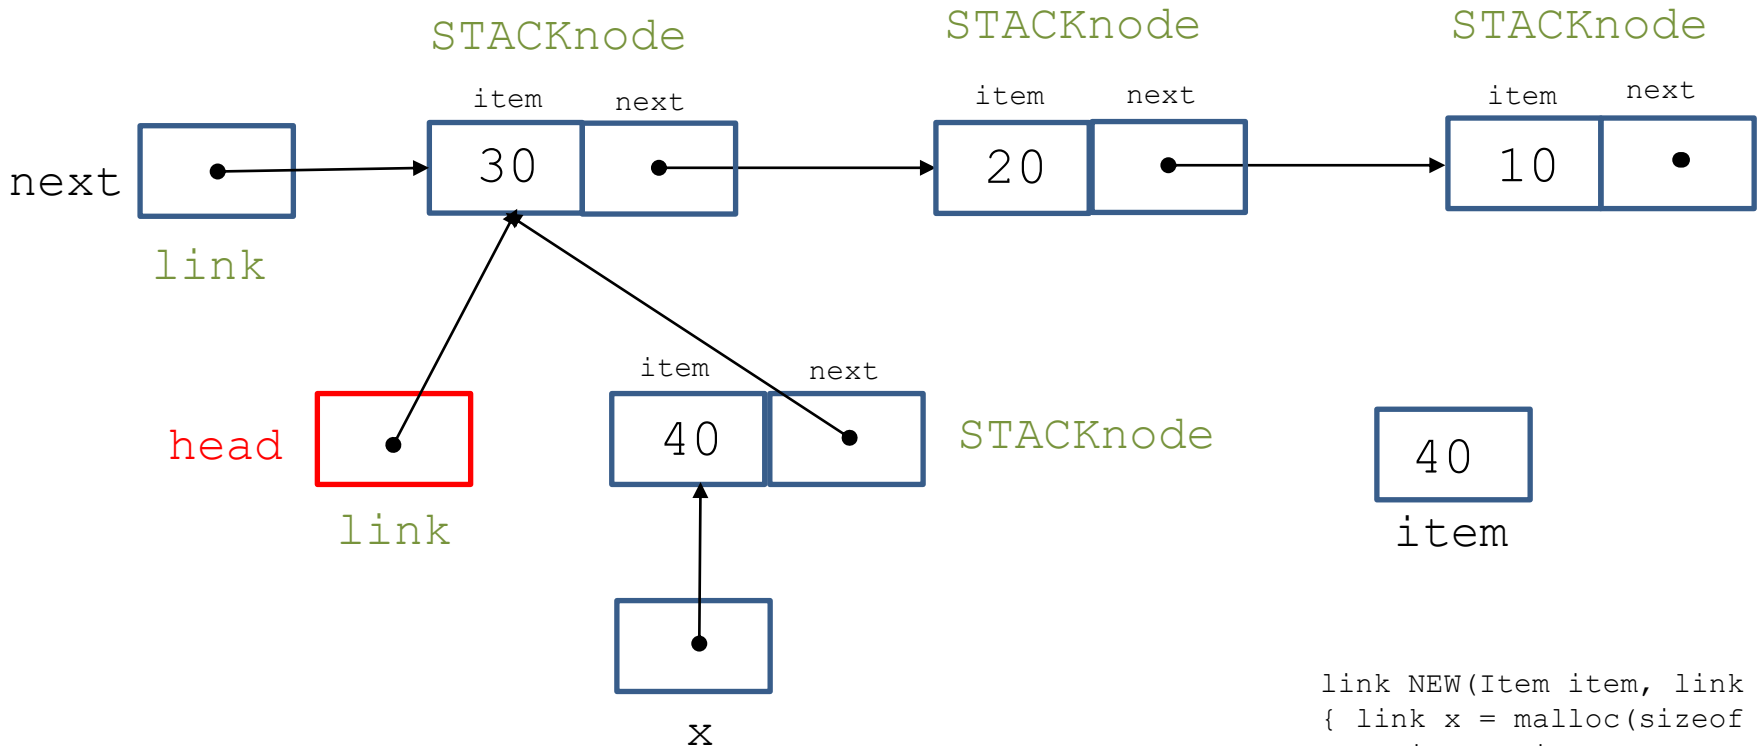 STACKnode STACKnode STACKnode
item next item next item next
next 30 20 10
link
item next
head 40 STACKnode 40
link item
x
link NEW(Item item, link
{ link x = malloc(sizeof